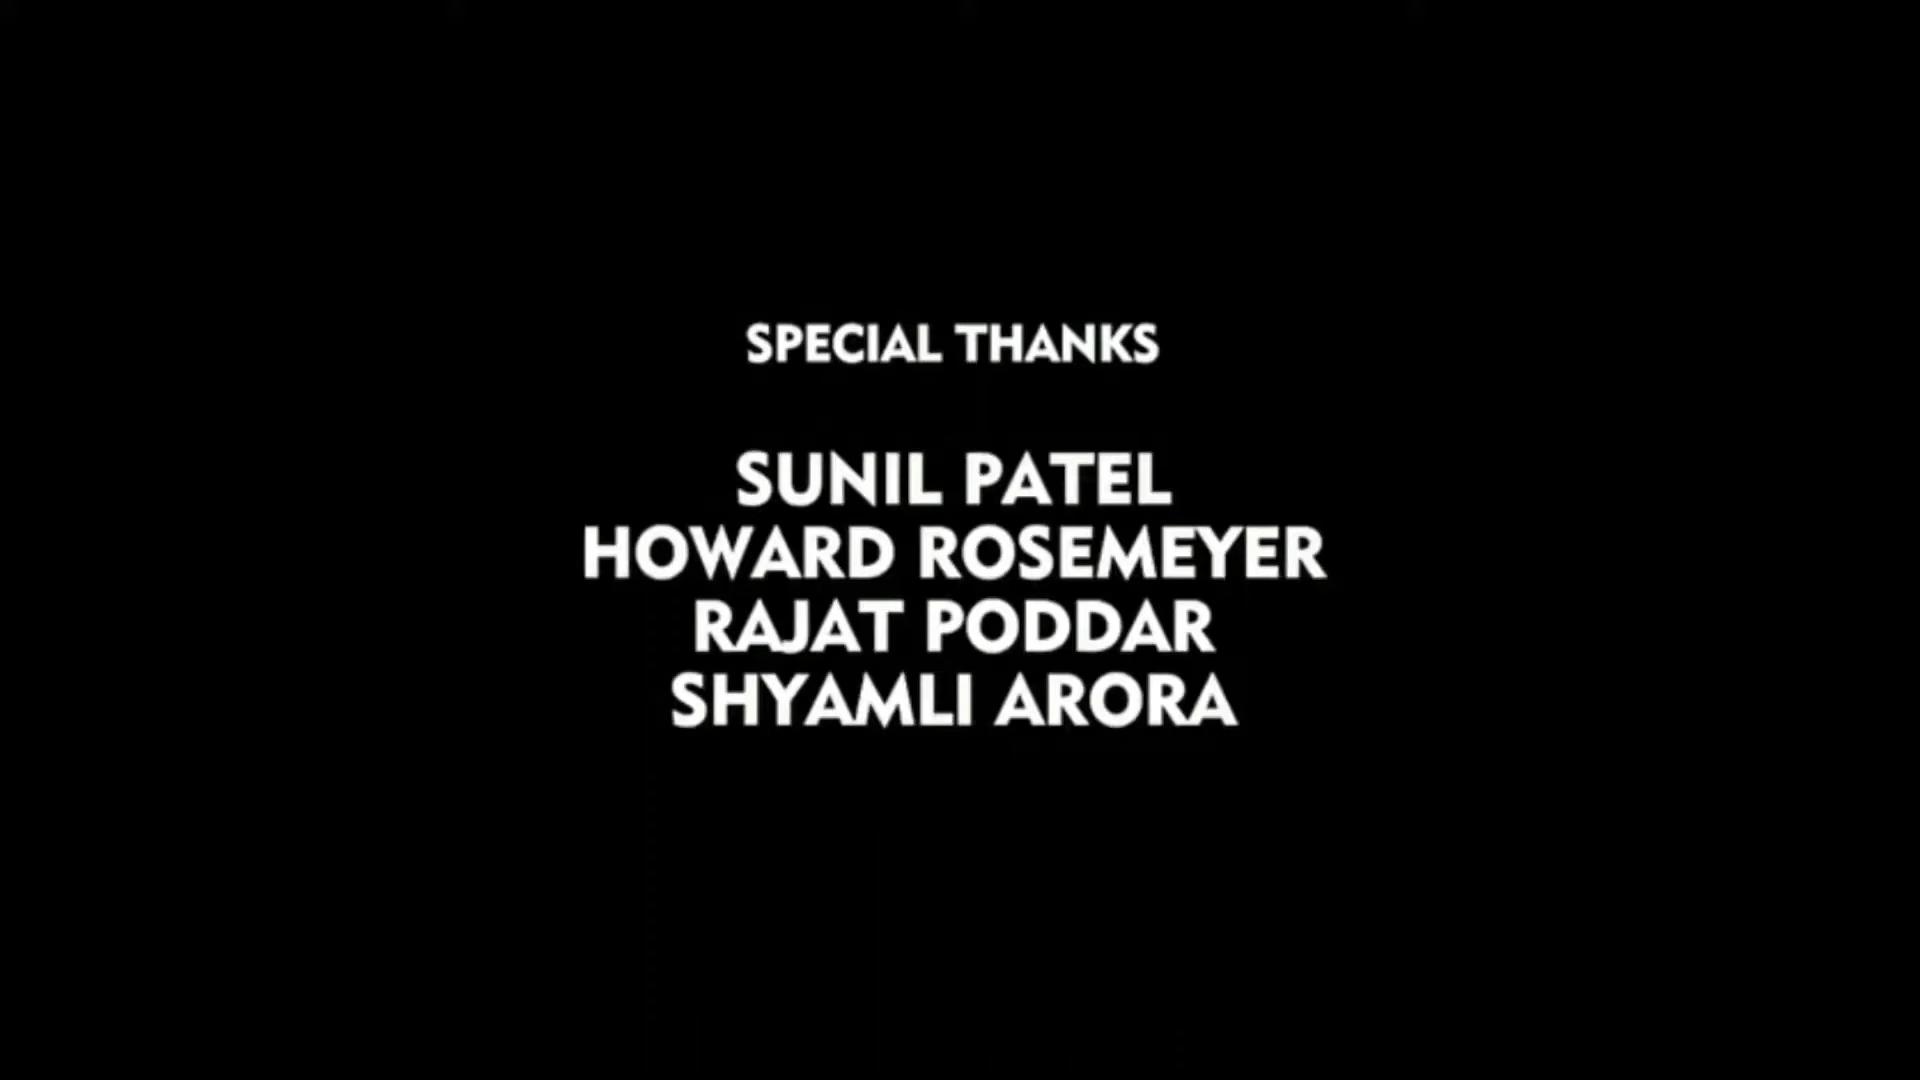 SPECIAL THANKS
SUNIL PATEL
HOWARD ROSEMEYER
RAJAT PODDAR
SHYAMLI ARORA